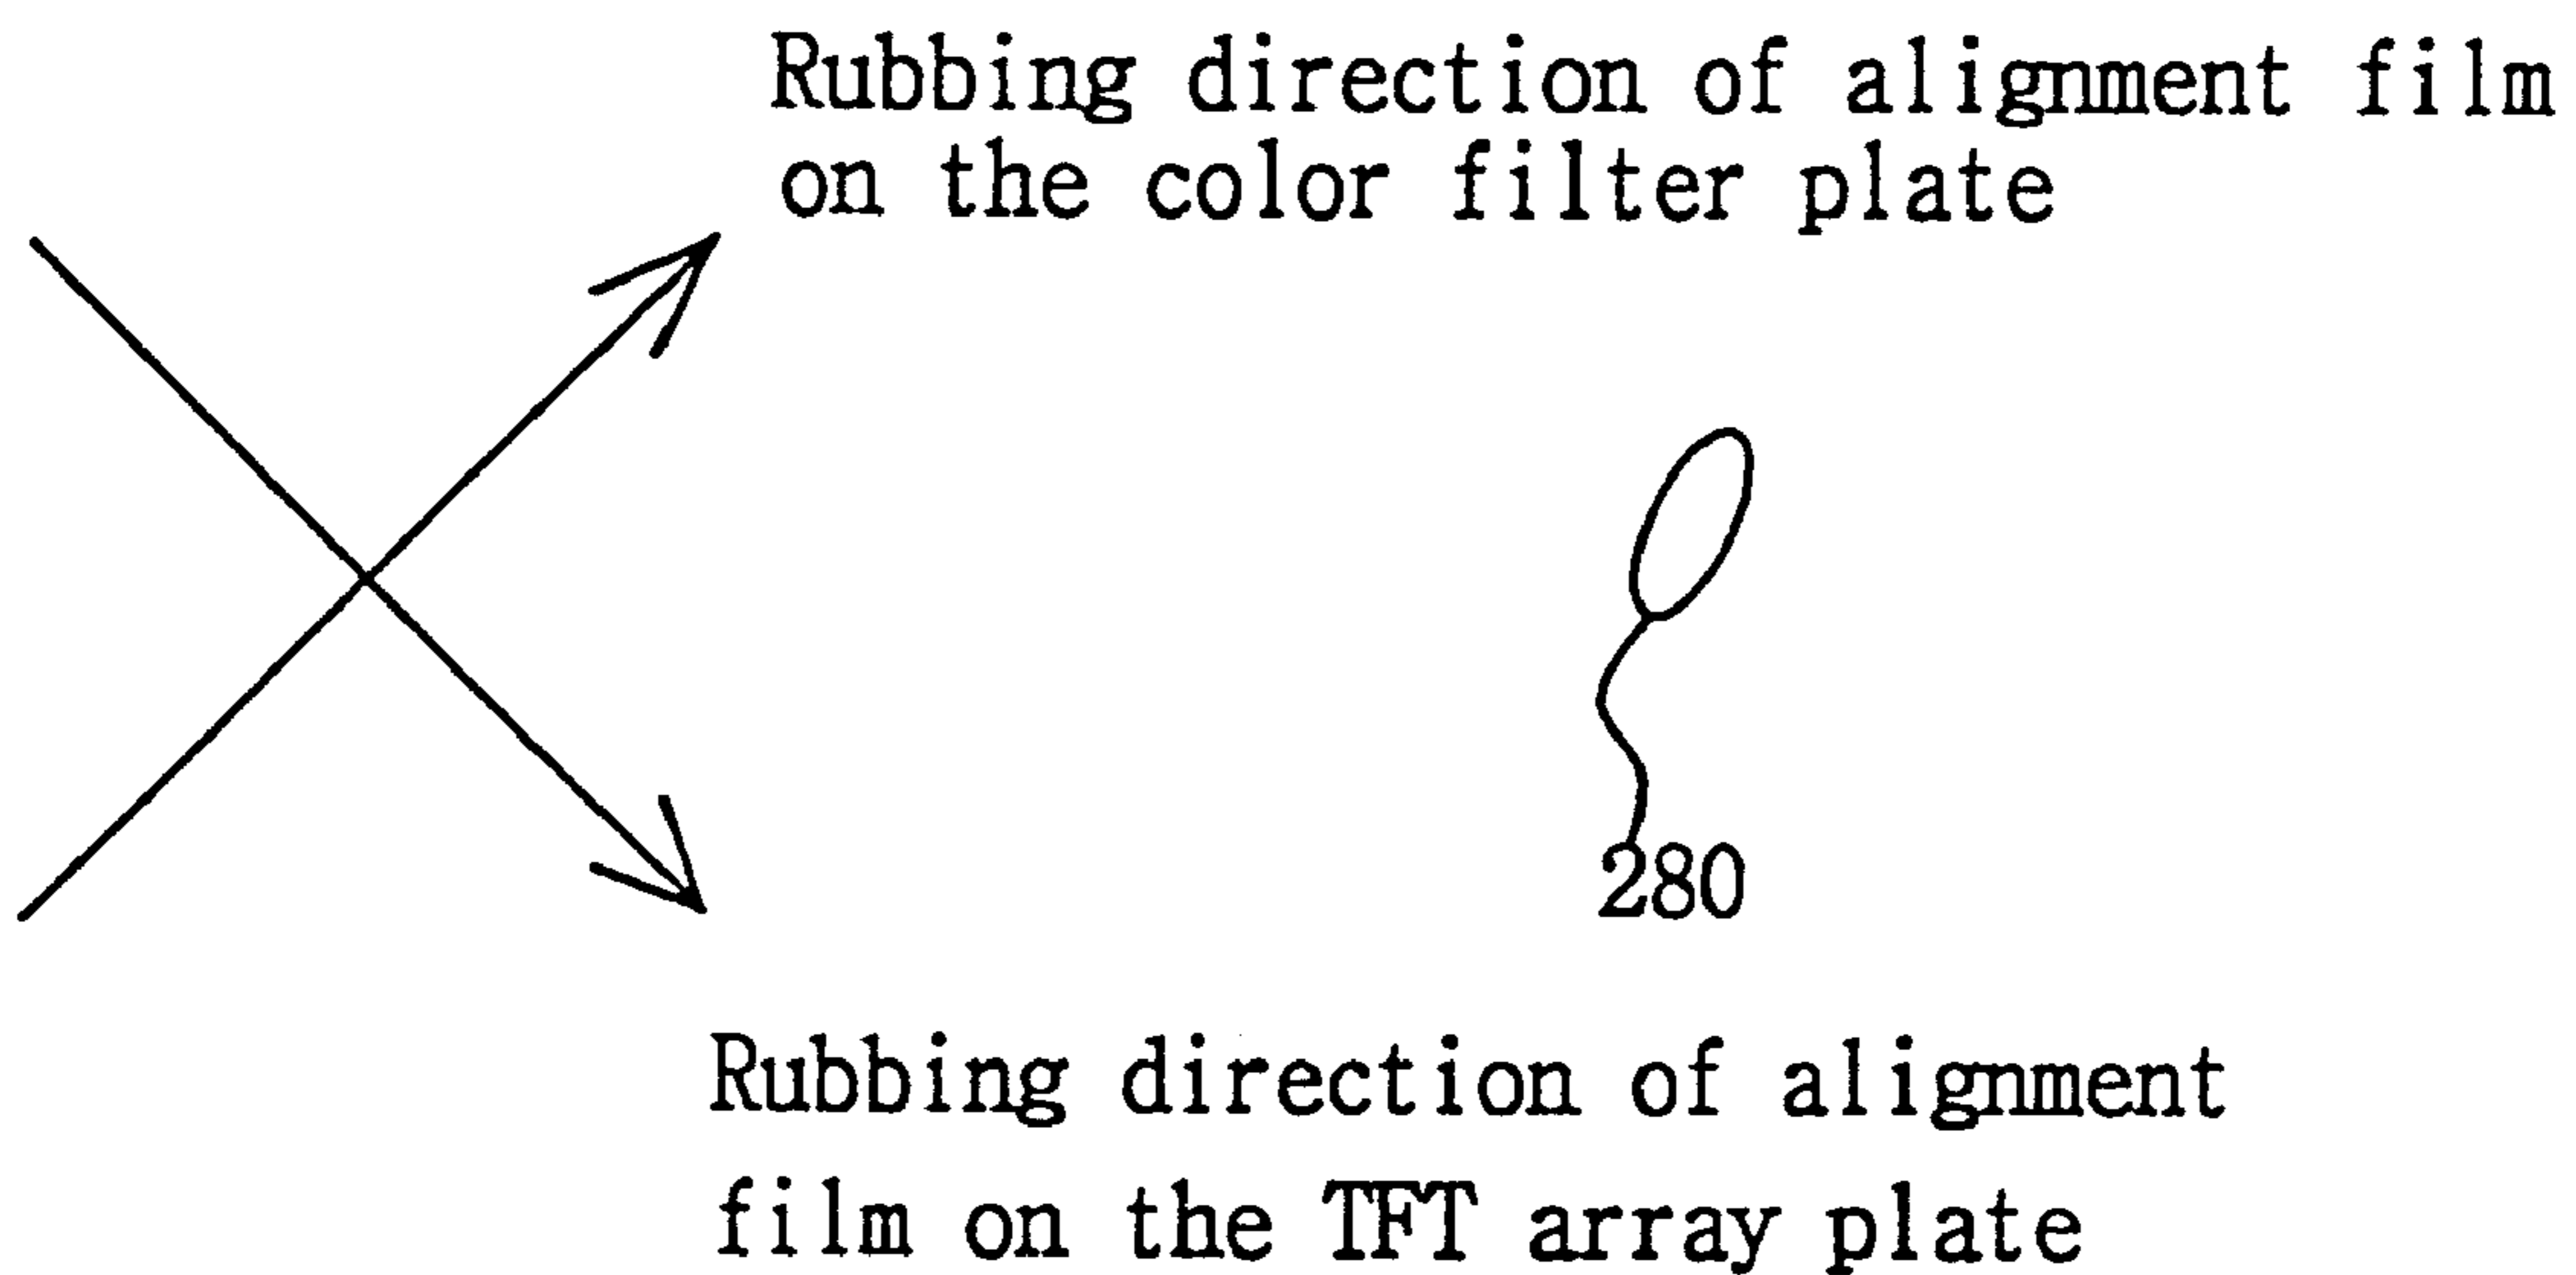 Rubbing direction of alignment film
on the color filter plate
280
Rubbing direction of alignment
film on the TFT array plate